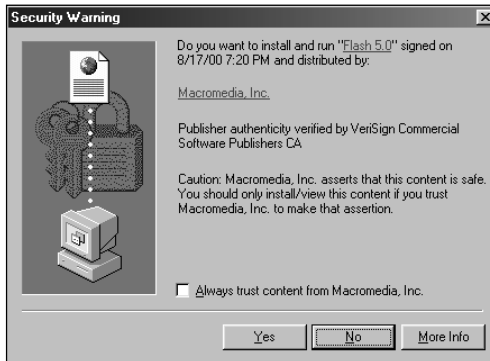 Security Warning
Do you want to install and run "Flash 5.0" signed on
8/17/00 7:20 PM and distributed by:
Macromedia, Inc.
Publisher authenticity verified by VeriSign Commercial
Software Publishers CA
Caution: Macromedia, Inc. asserts that this content is safe.
You should only install/view this content if you trust
Macromedia, Inc. to make that assertion.
Always trust content from Macromedia, Inc.
Yes
No
More Info